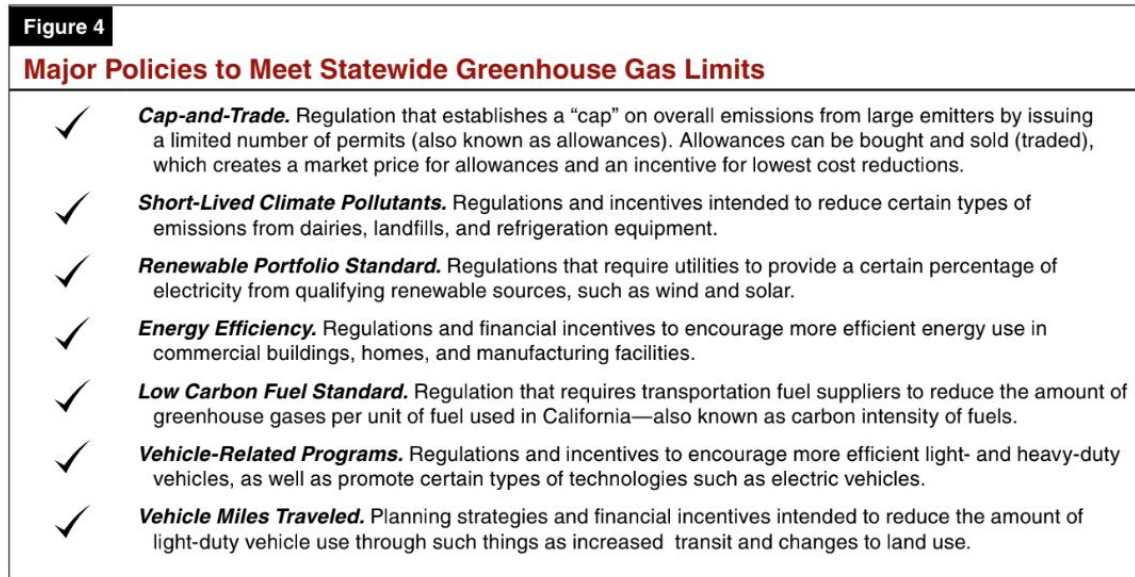 Figure 4
Major Policies to Meet Statewide Greenhouse Gas Limits
Cap-and-Trade. Regulation that establishes a “cap” on overall emissions from large emitters by issuing
a limited number of permits (also known as allowances). Allowances can be bought and sold (traded),
which creates a market price for allowances and an incentive for lowest cost reductions.
Short-Lived Climate Pollutants. Regulations and incentives intended to reduce certain types of
emissions from dairies, landfills, and refrigeration equipment.
Renewable Portfolio Standard. Regulations that require utilities to provide a certain percentage of
electricity from qualifying renewable sources, such as wind and solar.
Energy Efficiency. Regulations and financial incentives to encourage more efficient energy use in
commercial buildings, homes, and manufacturing facilities.
Low Carbon Fuel Standard. Regulation that requires transportation fuel suppliers to reduce the amount of
greenhouse gases per unit of fuel used in California—also known as carbon intensity of fuels.
Vehicle-Related Programs. Regulations and incentives to encourage more efficient light- and heavy-duty
vehicles, as well as promote certain types of technologies such as electric vehicles.
Vehicle Miles Traveled. Planning strategies and financial incentives intended to reduce the amount of
light-duty vehicle use through such things as increased transit and changes to land use.